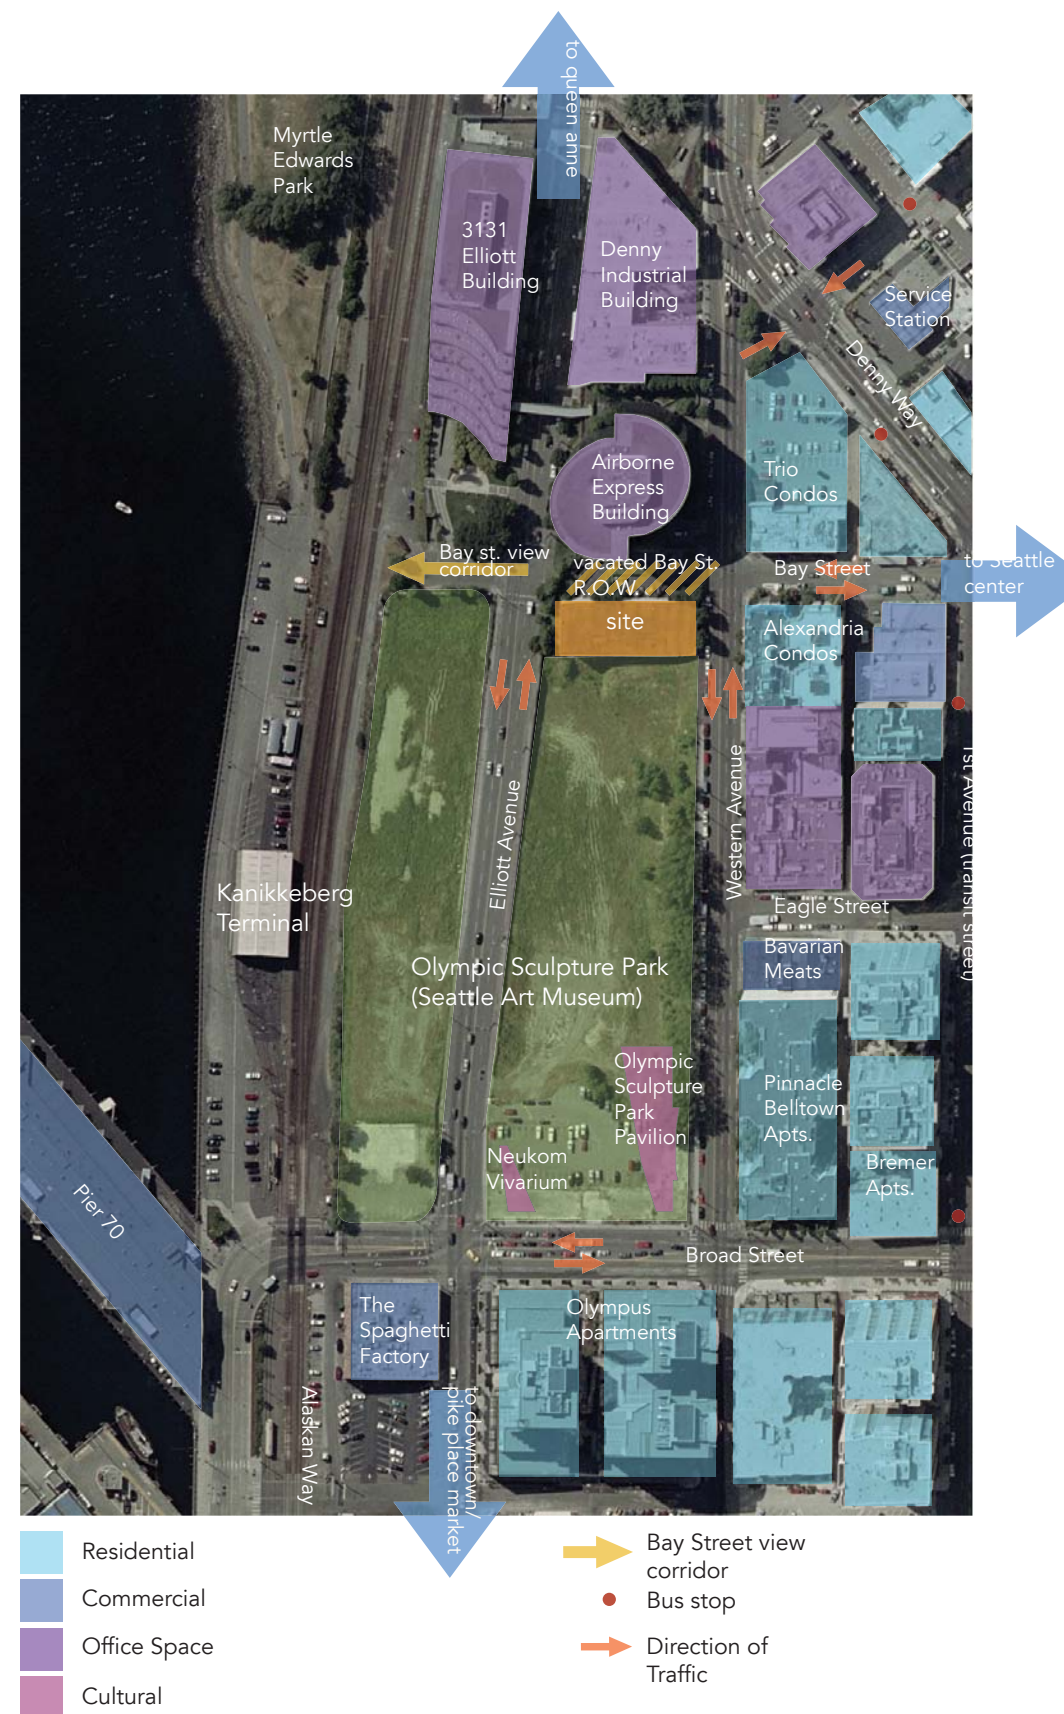 to queen anne
Myrtle
Edwards
Park
3131
Elliott
Building
Denny
Industrial
Building
Service
Station
Denny Way
Airborne
Express
Building
Trio
Condos
Bay st. view
corridor
vacated Bay St.
R.O.W.
Bay Street
to Seattle
center
site
Alexandria
Condos
Elliott Avenue
Western Avenue
1st Avenue (transit street)
Kanikkeberg
Terminal
Eagle Street
Bavarian
Meats
Olympic Sculpture Park
(Seattle Art Museum)
Olympic
Sculpture
Park
Pavilion
Pinnacle
Belltown
Apts.
Neukom
Vivarium
Bremer
Apts.
Pier 70
Broad Street
The
Spaghetti
Factory
Olympus
Apartments
Alaskan Way
to downtown/
pike place market
Residential
Commercial
Office Space
Cultural
Bay Street view
corridor
Bus stop
Direction of
Traffic